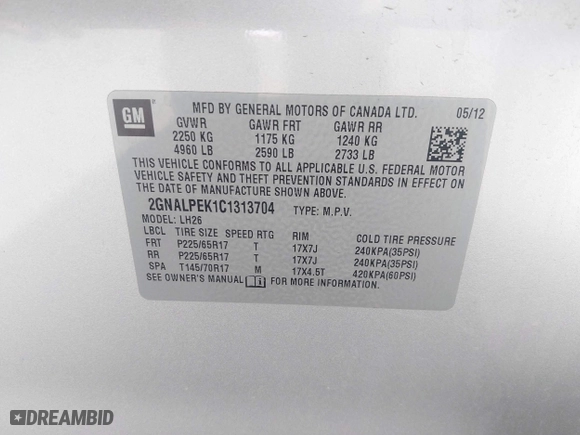 GM
MFD BY GENERAL MOTORS OF CANADA LTD. 05/12
GVWR GAWR FRT GAWR RR
2250 KG 1175 KG 1240 KG
4960 LB 2590 LB 2733 LB
THIS VEHICLE CONFORMS TO ALL APPLICABLE U.S. FEDERAL MOTOR
VEHICLE SAFETY AND THEFT PREVENTION STANDARDS IN EFFECT ON
THE DATE OF MANUFACTURE SHOWN ABOVE.
2GNALPEK1C1313704 TYPE: M.P.V.
MODEL: LH26
LBCL TIRE SIZE SPEED RTG RIM COLD TIRE PRESSURE
FRT P225/65R17 T 17X7J 240KPA(35PSI)
RR P225/65R17 T 17X7J 240KPA(35PSI)
SPA T145/70R17 M 17X4.5T 420KPA(60PSI)
SEE OWNER'S MANUAL FOR MORE INFORMATION.
DREAMBID